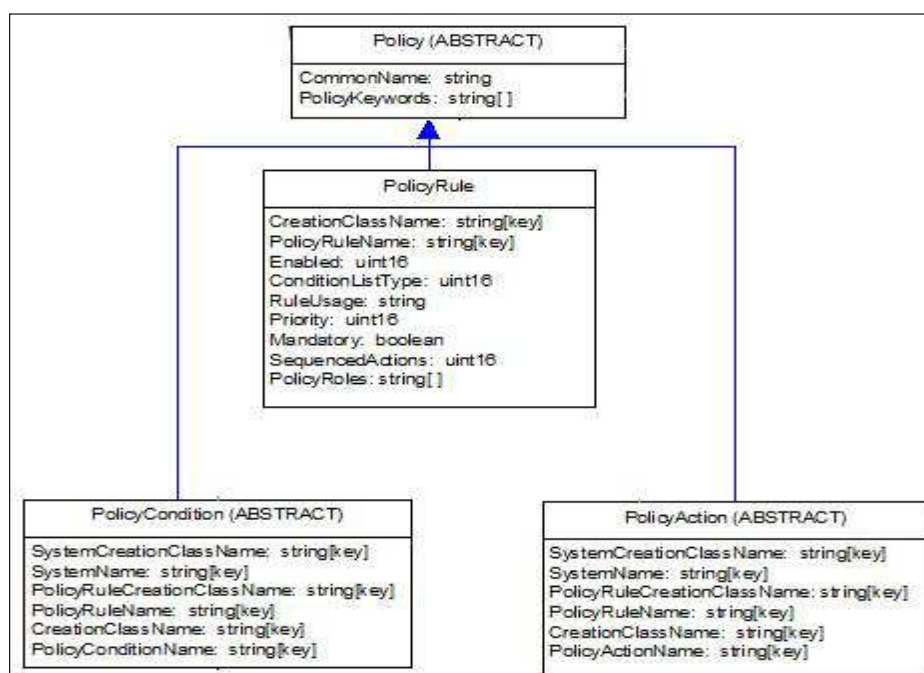 Policy (ABSTRACT)
CommonName: string
PolicyKeywords: string[ ]
PolicyRule
CreationClassName: string[key]
PolicyRuleName: string[key]
Enabled: uint16
ConditionListType: uint16
RuleUsage: string
Priority: uint16
Mandatory: boolean
SequencedActions: uint16
PolicyRoles: string[ ]
PolicyCondition (ABSTRACT)
SystemCreationClassName: string[key]
SystemName: string[key]
PolicyRuleCreationClassName: string[key]
PolicyRuleName: string[key]
CreationClassName: string[key]
PolicyConditionName: string[key]
PolicyAction (ABSTRACT)
SystemCreationClassName: string[key]
SystemName: string[key]
PolicyRuleCreationClassName: string[key]
PolicyRuleName: string[key]
CreationClassName: string[key]
PolicyActionName: string[key]